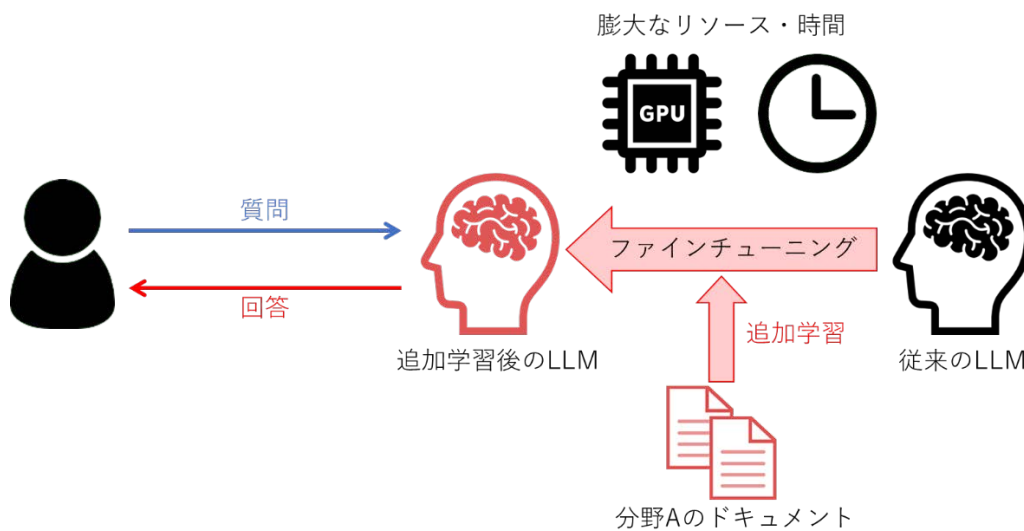 膨大なリソース・時間
GPU
質問
ファインチューニング
回答
追加学習
追加学習後のLLM
従来のLLM
分野Aのドキュメント